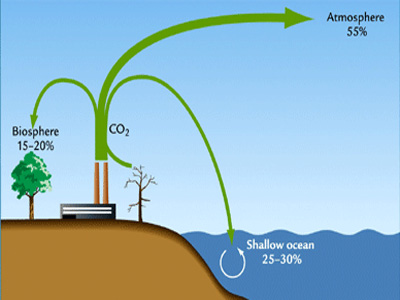 Atmosphere
55%
CO₂
Biosphere
15–20%
Shallow ocean
25–30%